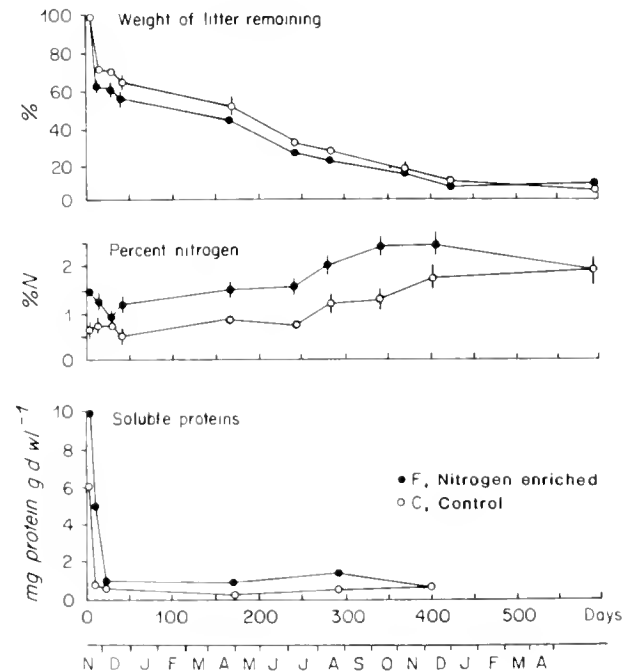 Weight of litter remaining
100
80
60
40
20
0
%
Percent nitrogen
2
1
0
%N
Soluble proteins
10
8
6
4
2
0
mg protein g d wl⁻¹
● F, Nitrogen enriched
○ C, Control
0 100 200 300 400 500 Days
N D J F M A M J J A S O N D J F M A